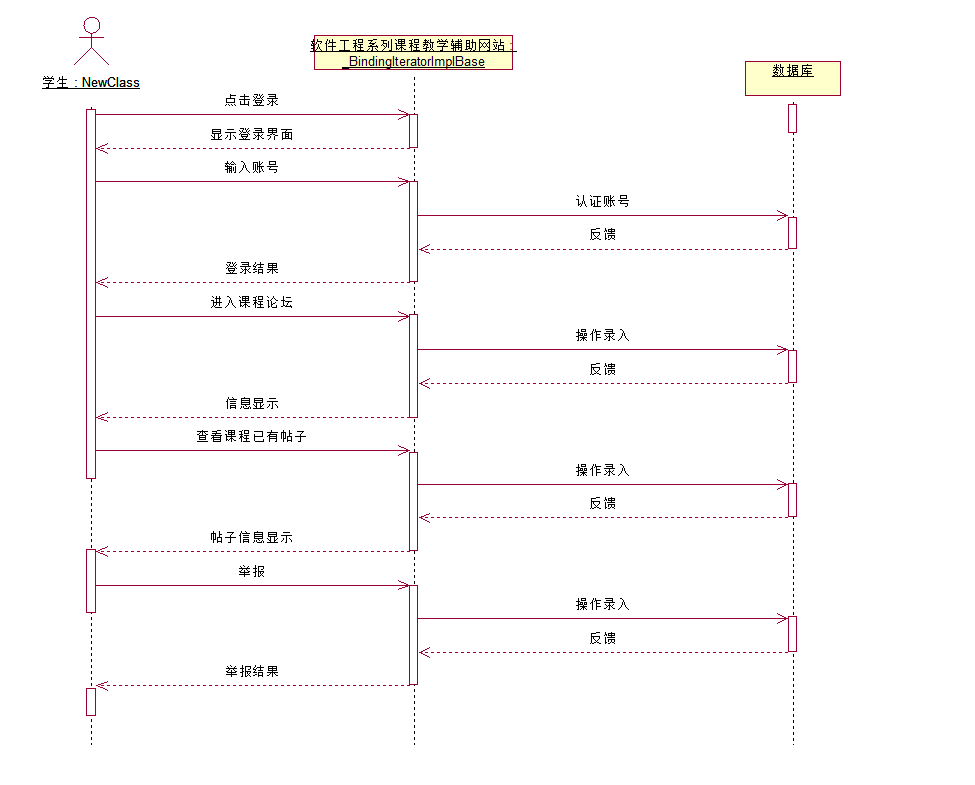 软件工程系列课程教学辅助网站 :
_BindingIteratorImplBase
数据库
学生 : NewClass
点击登录
显示登录界面
输入账号
认证账号
反馈
登录结果
进入课程论坛
操作录入
反馈
信息显示
查看课程已有帖子
操作录入
反馈
帖子信息显示
举报
操作录入
反馈
举报结果